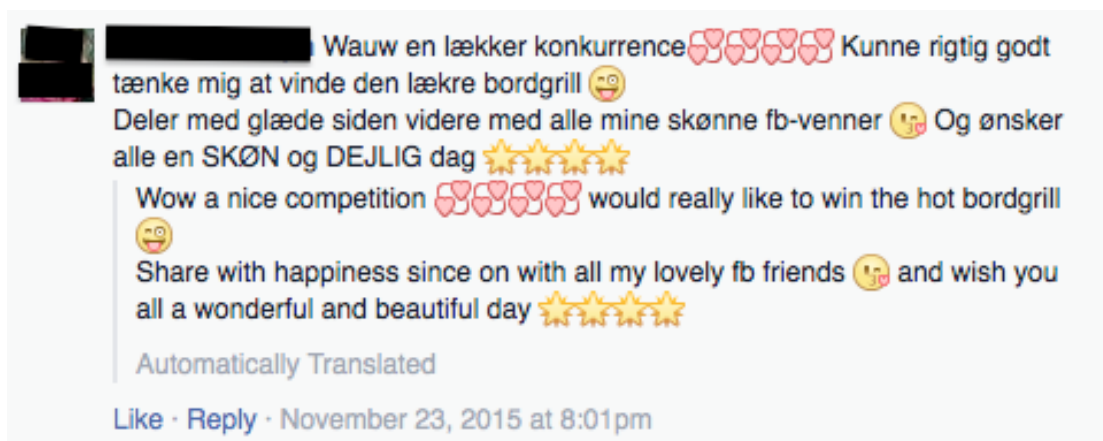 Wauw en lækker konkurrence💞💞💞💞 Kunne rigtig godt
tænke mig at vinde den lækre bordgrill 😜
Deler med glæde siden videre med alle mine skønne fb-venner 😘 Og ønsker
alle en SKØN og DEJLIG dag 🌟🌟🌟🌟
Wow a nice competition 💞💞💞💞 would really like to win the hot bordgrill
😜
Share with happiness since on with all my lovely fb friends 😘 and wish you
all a wonderful and beautiful day 🌟🌟🌟🌟
Automatically Translated
Like · Reply · November 23, 2015 at 8:01pm